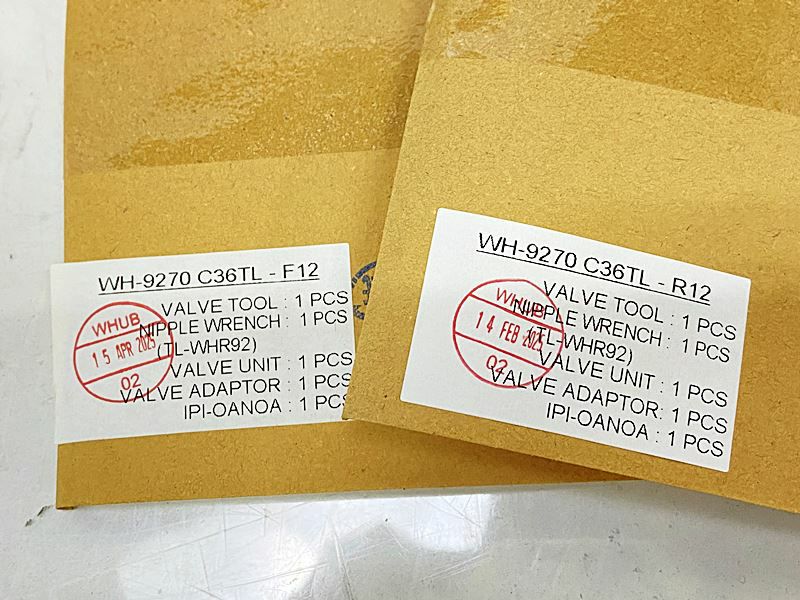 WH-9270 C36TL - F12
VALVE TOOL : 1 PCS
NIPPLE WRENCH : 1 PCS
(TL-WHR92)
VALVE UNIT : 1 PCS
VALVE ADAPTOR : 1 PCS
IPI-OANOA : 1 PCS
WHUB
15 APR 2025
02
WH-9270 C36TL - R12
VALVE TOOL : 1 PCS
NIPPLE WRENCH : 1 PCS
(TL-WHR92)
VALVE UNIT : 1 PCS
VALVE ADAPTOR: 1 PCS
IPI-OANOA : 1 PCS
WHUB
14 FEB 2025
02